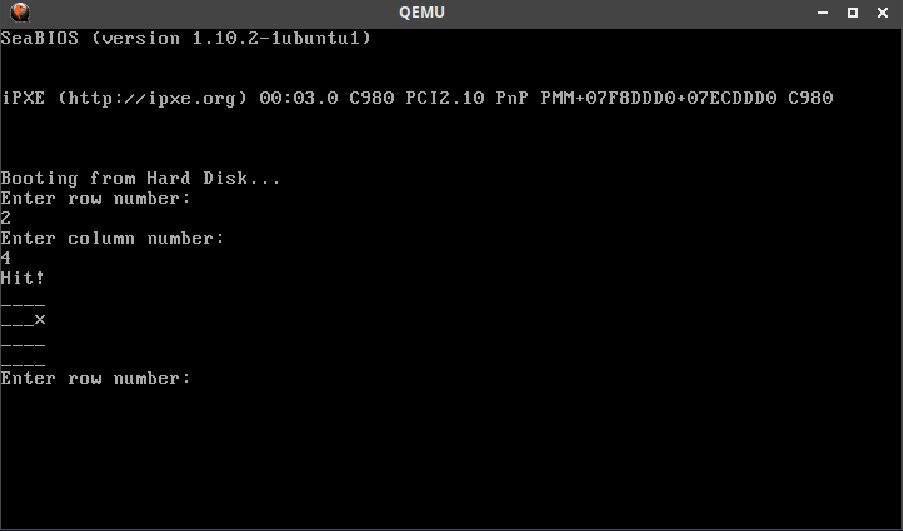 QEMU
SeaBIOS (version 1.10.2-1ubuntu1)
iPXE (http://ipxe.org) 00:03.0 C980 PCI2.10 PnP PMM+07F8DDD0+07ECDDD0 C980
Booting from Hard Disk...
Enter row number:
2
Enter column number:
4
Hit!
____
___x
____
____
Enter row number: